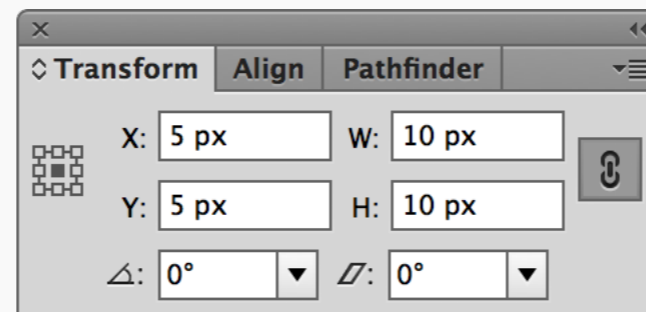 Transform Align Pathfinder
X: 5 px W: 10 px
Y: 5 px H: 10 px
: 0° : 0°